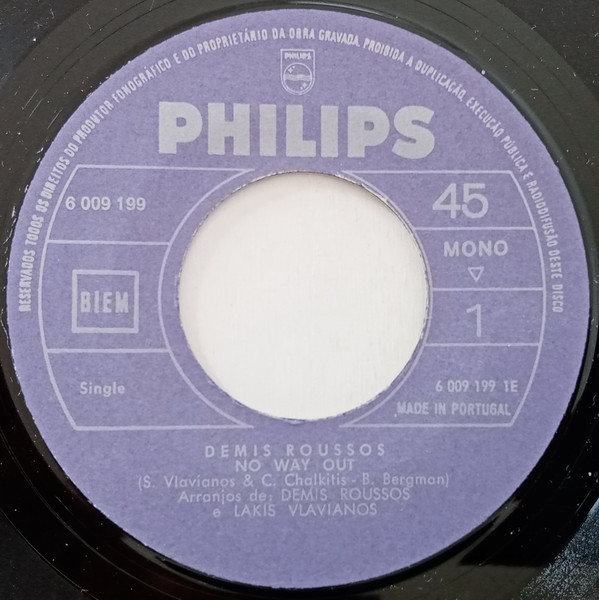 RESERVADOS TODOS OS DIREITOS DO PRODUTOR FONOGRÁFICO E DO PROPRIETÁRIO DA OBRA GRAVADA. PROIBIDA A DUPLICAÇÃO, EXECUÇÃO PÚBLICA E RADIODIFUSÃO DESTE DISCO
PHILIPS
PHILIPS
6 009 199
45
MONO
BIEM
1
Single
6 009 199 1E
MADE IN PORTUGAL
DEMIS ROUSSOS
NO WAY OUT
(S. Vlavianos & C. Chalkitis - B. Bergman)
Arranjos de: DEMIS ROUSSOS
e LAKIS VLAVIANOS